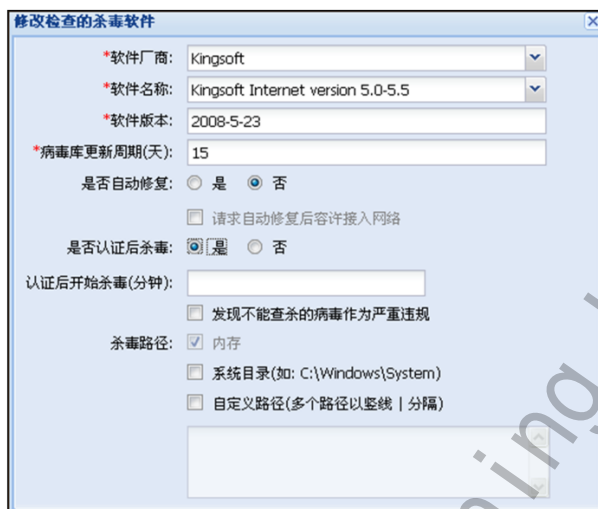 修改检查的杀毒软件
*软件厂商: Kingsoft
*软件名称: Kingsoft Internet version 5.0-5.5
*软件版本: 2008-5-23
*病毒库更新周期(天): 15
是否自动修复: 是 否
请求自动修复后容许接入网络
是否认证后杀毒: 是 否
认证后开始杀毒(分钟):
发现不能查杀的病毒作为严重违规
杀毒路径: 内存
系统目录(如: C:\Windows\System)
自定义路径(多个路径以竖线 | 分隔)
ning